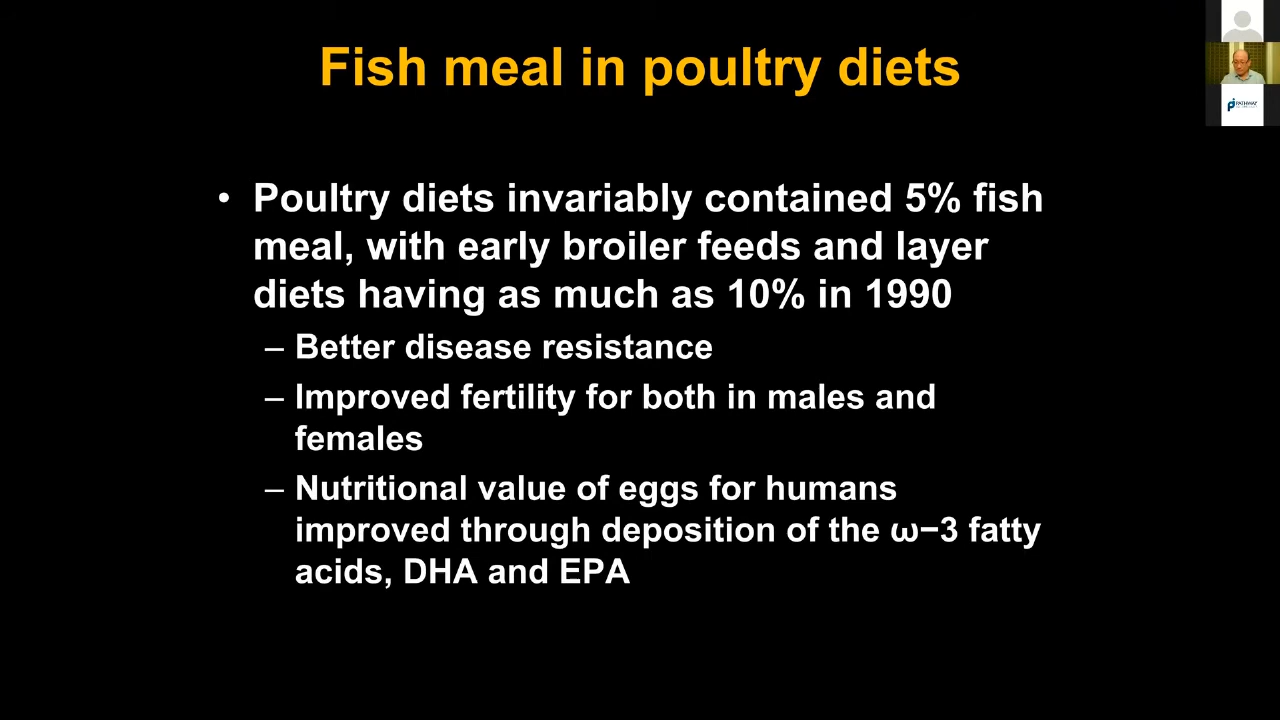 Fish meal in poultry diets
• Poultry diets invariably contained 5% fish
meal, with early broiler feeds and layer
diets having as much as 10% in 1990
– Better disease resistance
– Improved fertility for both in males and
females
– Nutritional value of eggs for humans
improved through deposition of the ω−3 fatty
acids, DHA and EPA
PATHWAY